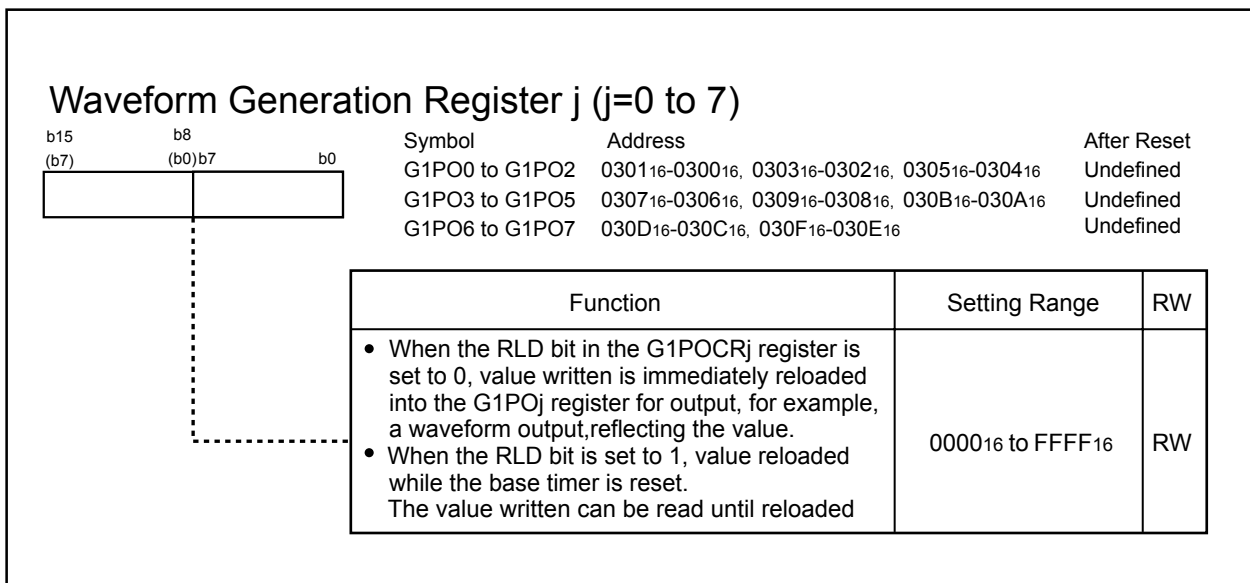 Waveform Generation Register j (j=0 to 7)
b15 b8
(b7) (b0) b7 b0
Symbol Address After Reset
G1PO0 to G1PO2 030116-030016, 030316-030216, 030516-030416 Undefined
G1PO3 to G1PO5 030716-030616, 030916-030816, 030B16-030A16 Undefined
G1PO6 to G1PO7 030D16-030C16, 030F16-030E16 Undefined
Function Setting Range RW
• When the RLD bit in the G1POCRj register is
set to 0, value written is immediately reloaded
into the G1POj register for output, for example,
a waveform output,reflecting the value.
• When the RLD bit is set to 1, value reloaded
while the base timer is reset.
The value written can be read until reloaded
000016 to FFFF16 RW